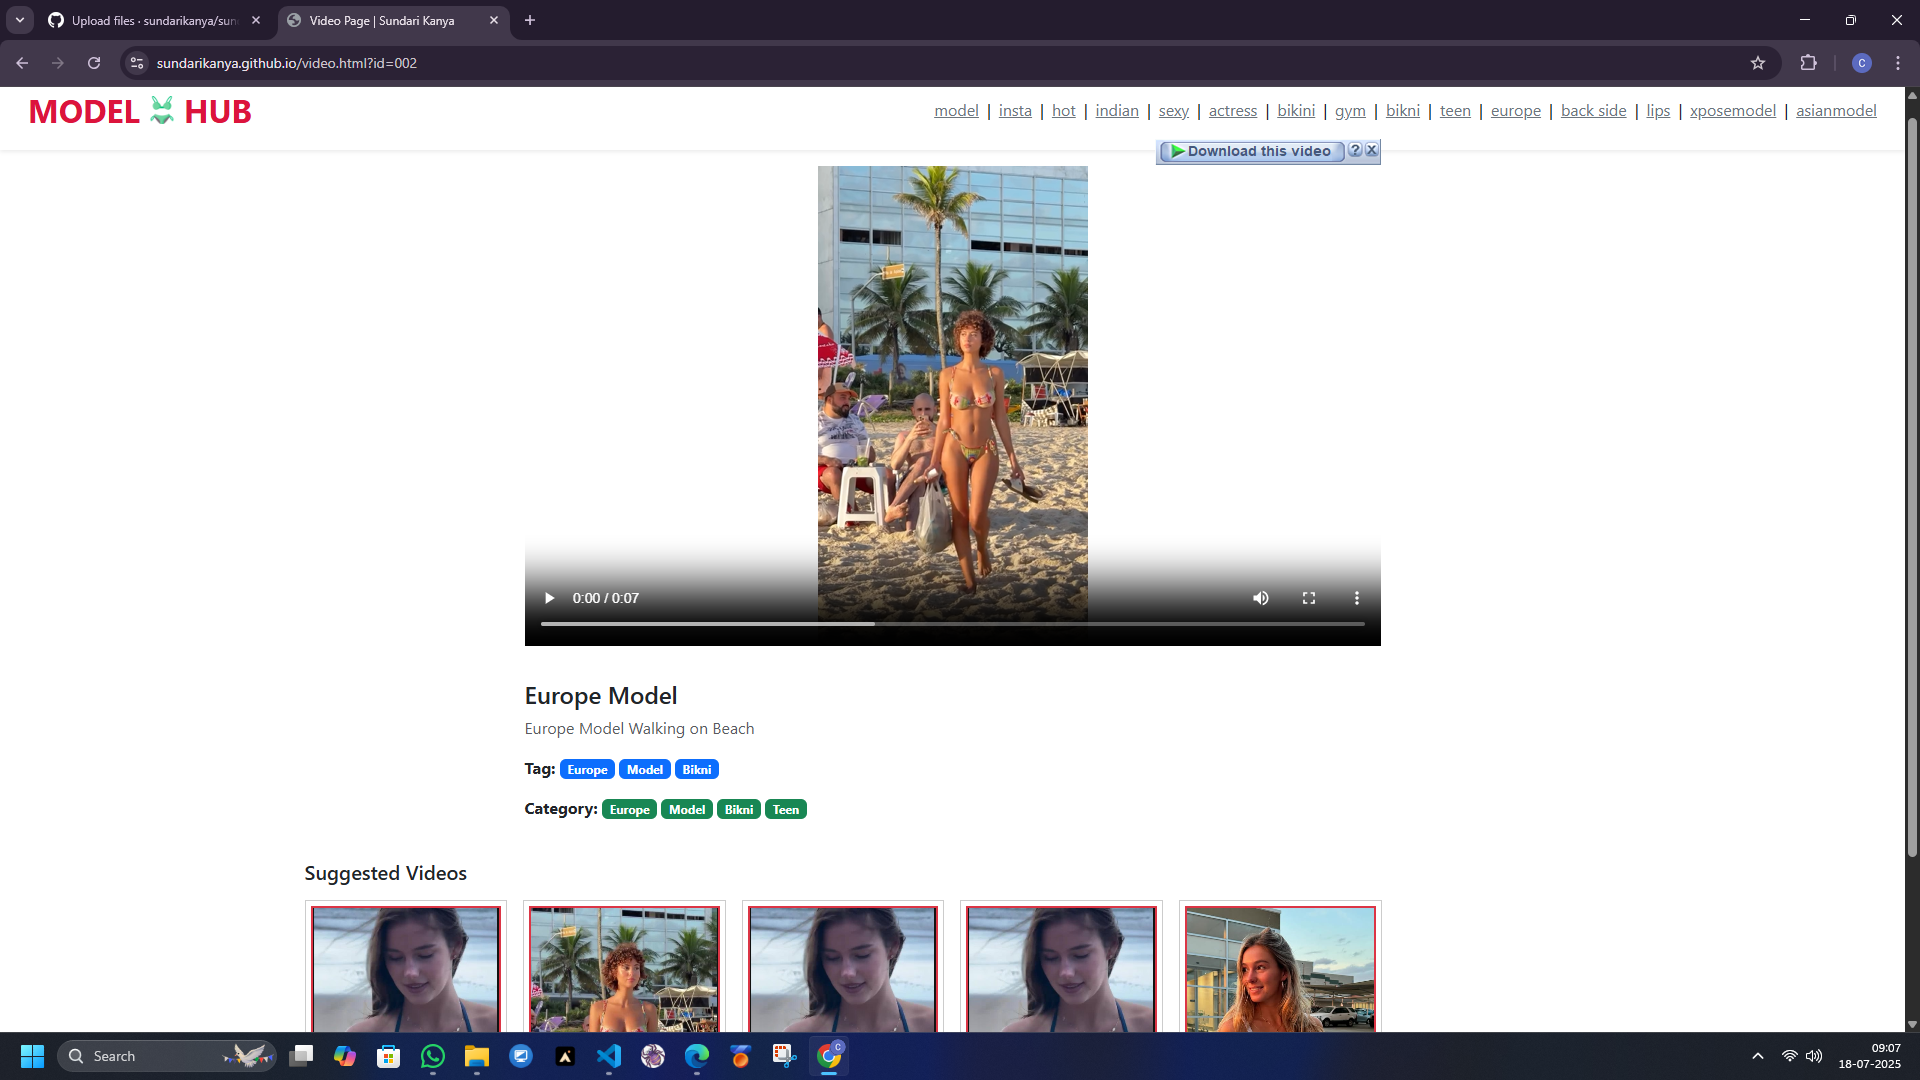 Upload files · sundarikanya/sun
Video Page | Sundari Kanya
sundarikanya.github.io/video.html?id=002
C
MODEL HUB
model | insta | hot | indian | sexy | actress | bikini | gym | bikni | teen | europe | back side | lips | xposemodel | asianmodel
Download this video ? X
0:00 / 0:07
Europe Model
Europe Model Walking on Beach
Tag: Europe Model Bikni
Category: Europe Model Bikni Teen
Suggested Videos
Search
C
09:07
18-07-2025